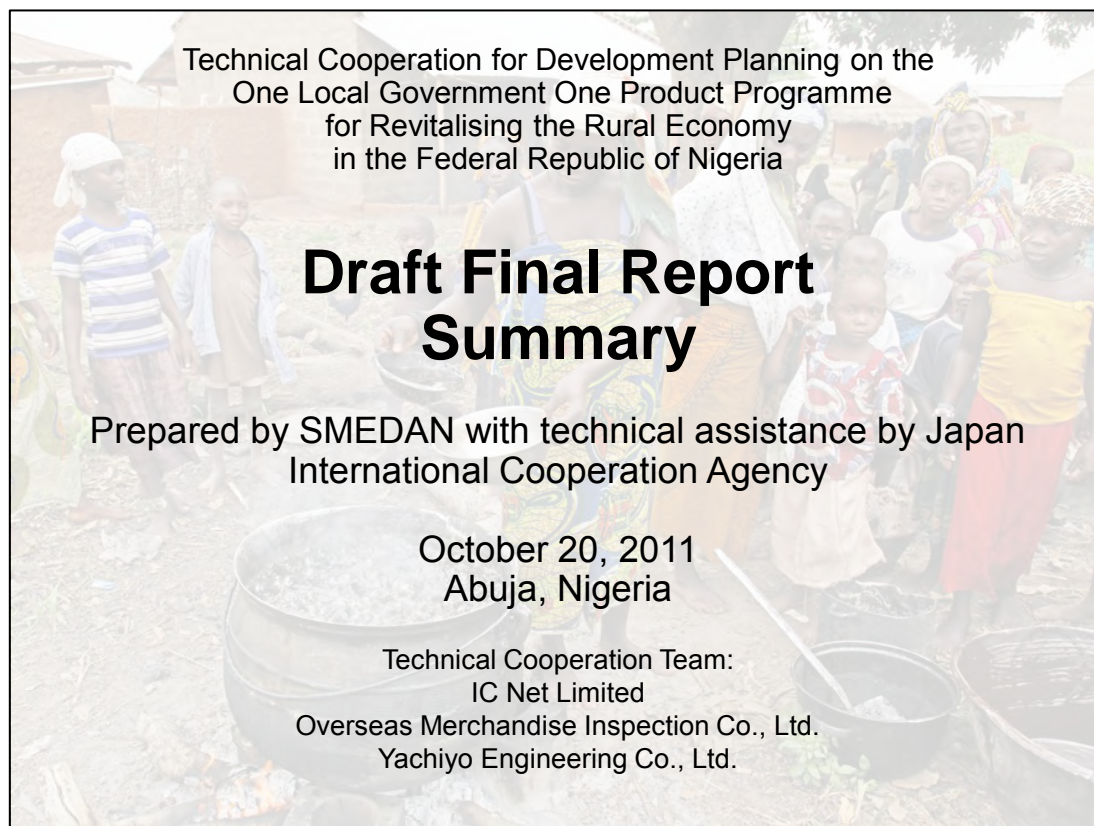 Technical Cooperation for Development Planning on the
One Local Government One Product Programme
for Revitalising the Rural Economy
in the Federal Republic of Nigeria
Draft Final Report
Summary
Prepared by SMEDAN with technical assistance by Japan
International Cooperation Agency
October 20, 2011
Abuja, Nigeria
Technical Cooperation Team:
IC Net Limited
Overseas Merchandise Inspection Co., Ltd.
Yachiyo Engineering Co., Ltd.